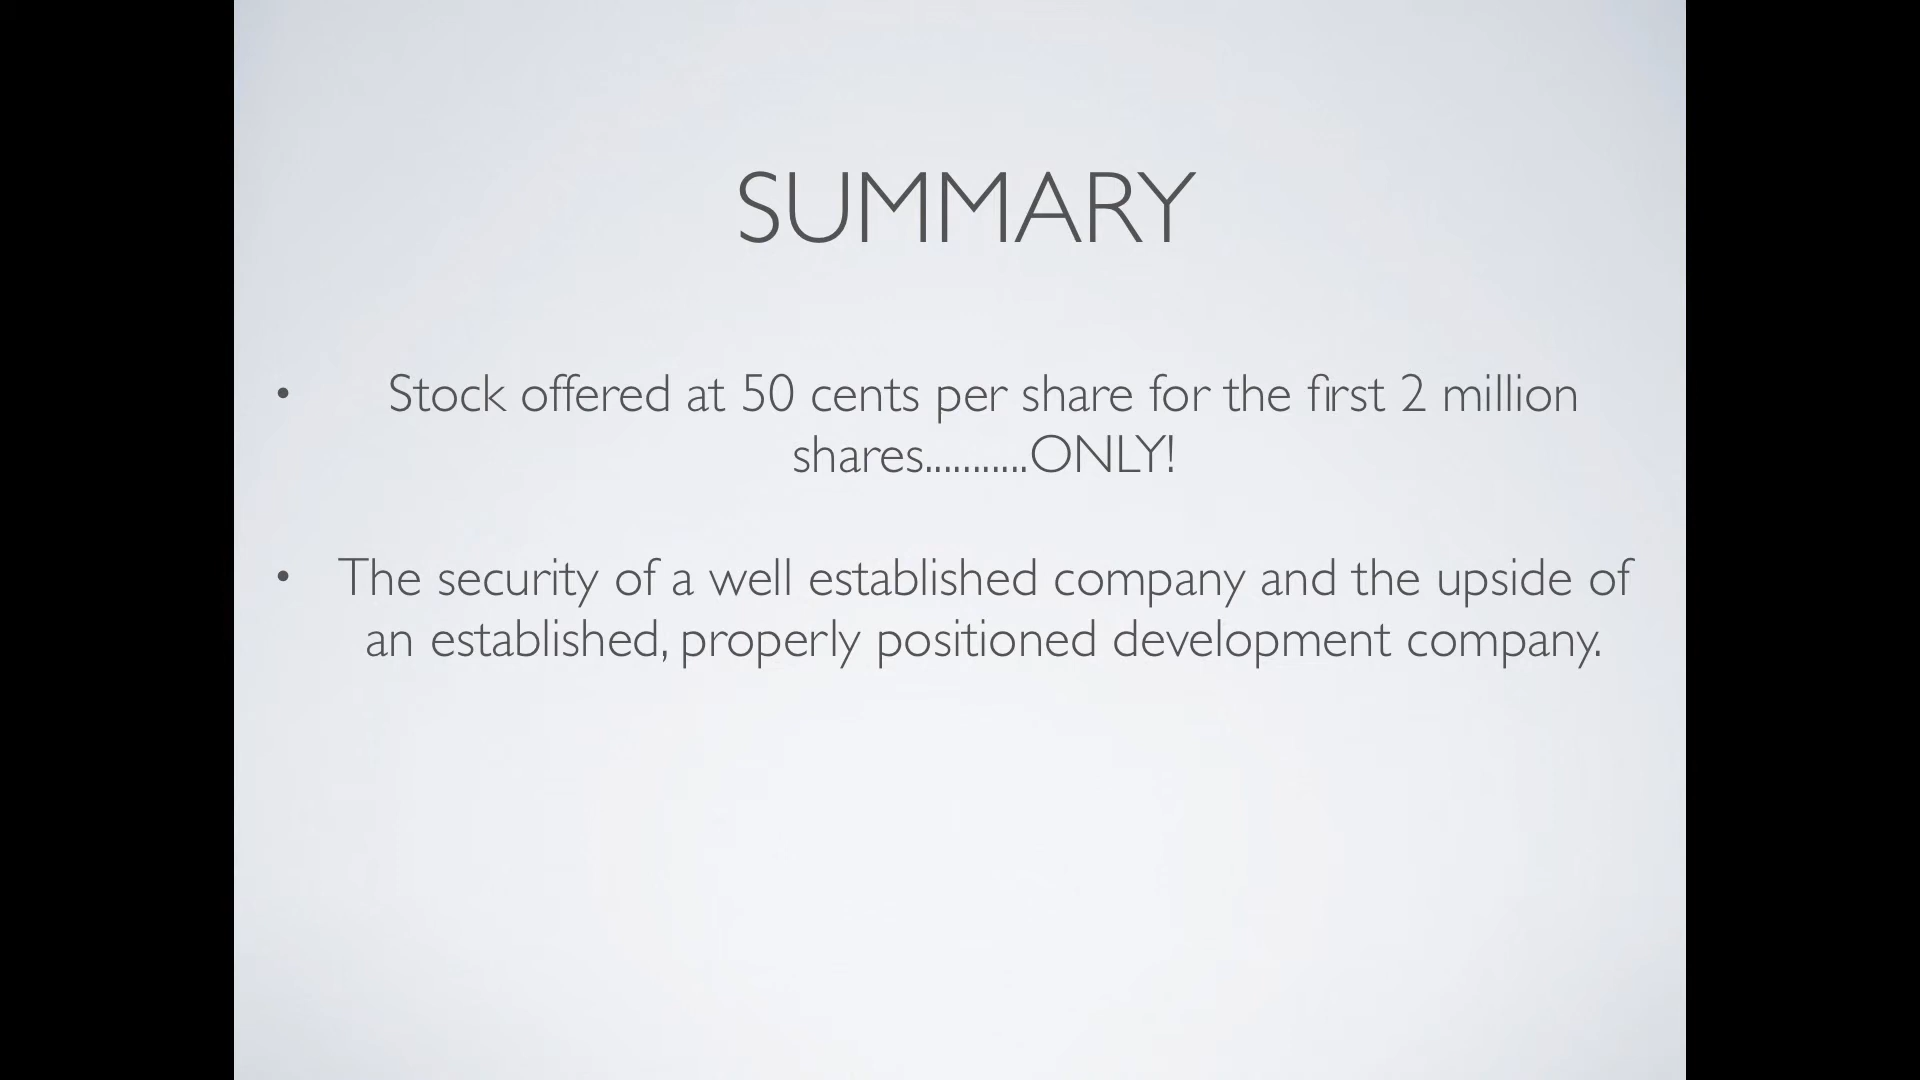 SUMMARY
• Stock offered at 50 cents per share for the first 2 million
shares...........ONLY!
• The security of a well established company and the upside of
an established, properly positioned development company.